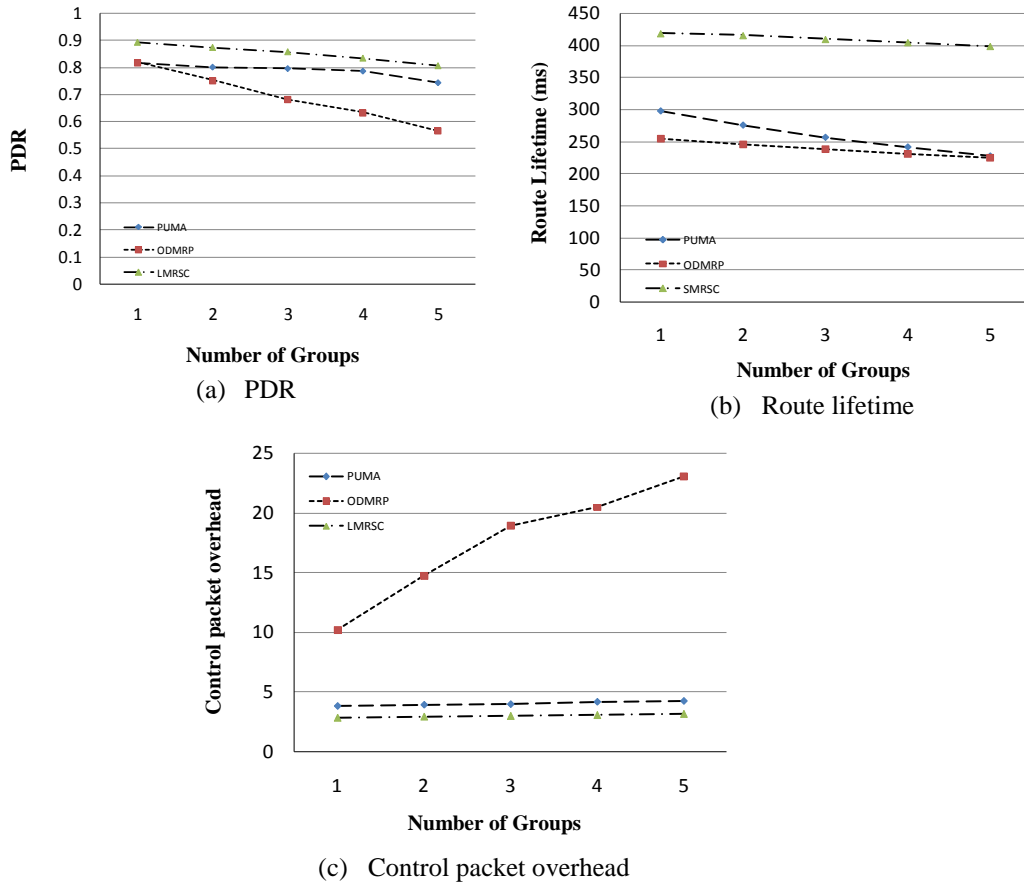 1
0.9
0.8
0.7
0.6
0.5
0.4
0.3
0.2
0.1
0
PDR
PUMA
ODMRP
LMRSC
1 2 3 4 5
Number of Groups
(a) PDR
450
400
350
300
250
200
150
100
50
0
Route Lifetime (ms)
PUMA
ODMRP
SMRSC
1 2 3 4 5
Number of Groups
(b) Route lifetime
25
20
15
10
5
0
Control packet overhead
PUMA
ODMRP
LMRSC
1 2 3 4 5
Number of Groups
(c) Control packet overhead